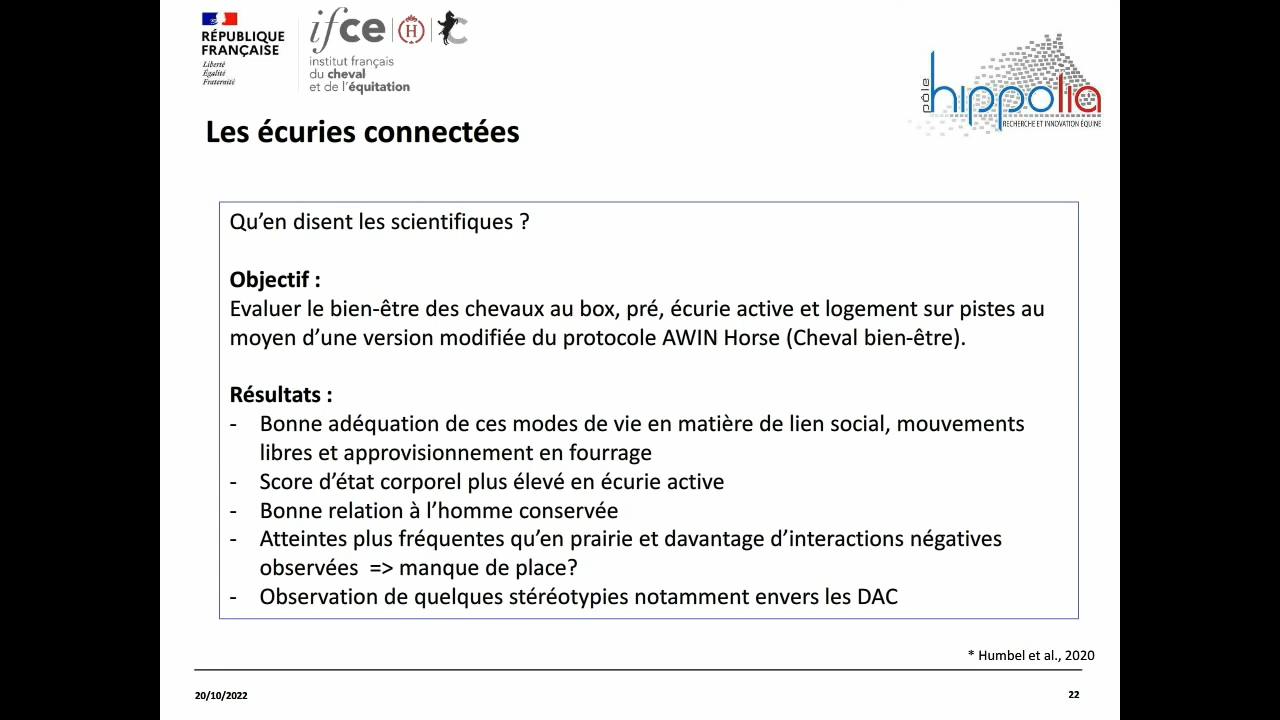 RÉPUBLIQUE
FRANÇAISE
Liberté
Égalité
Fraternité
ifce
H
institut français
du cheval
et de l'équitation
pôle
hippolia
RECHERCHE ET INNOVATION ÉQUINE
Les écuries connectées
Qu'en disent les scientifiques ?
Objectif :
Evaluer le bien-être des chevaux au box, pré, écurie active et logement sur pistes au
moyen d'une version modifiée du protocole AWIN Horse (Cheval bien-être).
Résultats :
- Bonne adéquation de ces modes de vie en matière de lien social, mouvements
libres et approvisionnement en fourrage
- Score d'état corporel plus élevé en écurie active
- Bonne relation à l'homme conservée
- Atteintes plus fréquentes qu'en prairie et davantage d'interactions négatives
observées => manque de place?
- Observation de quelques stéréotypies notamment envers les DAC
* Humbel et al., 2020
20/10/2022
22